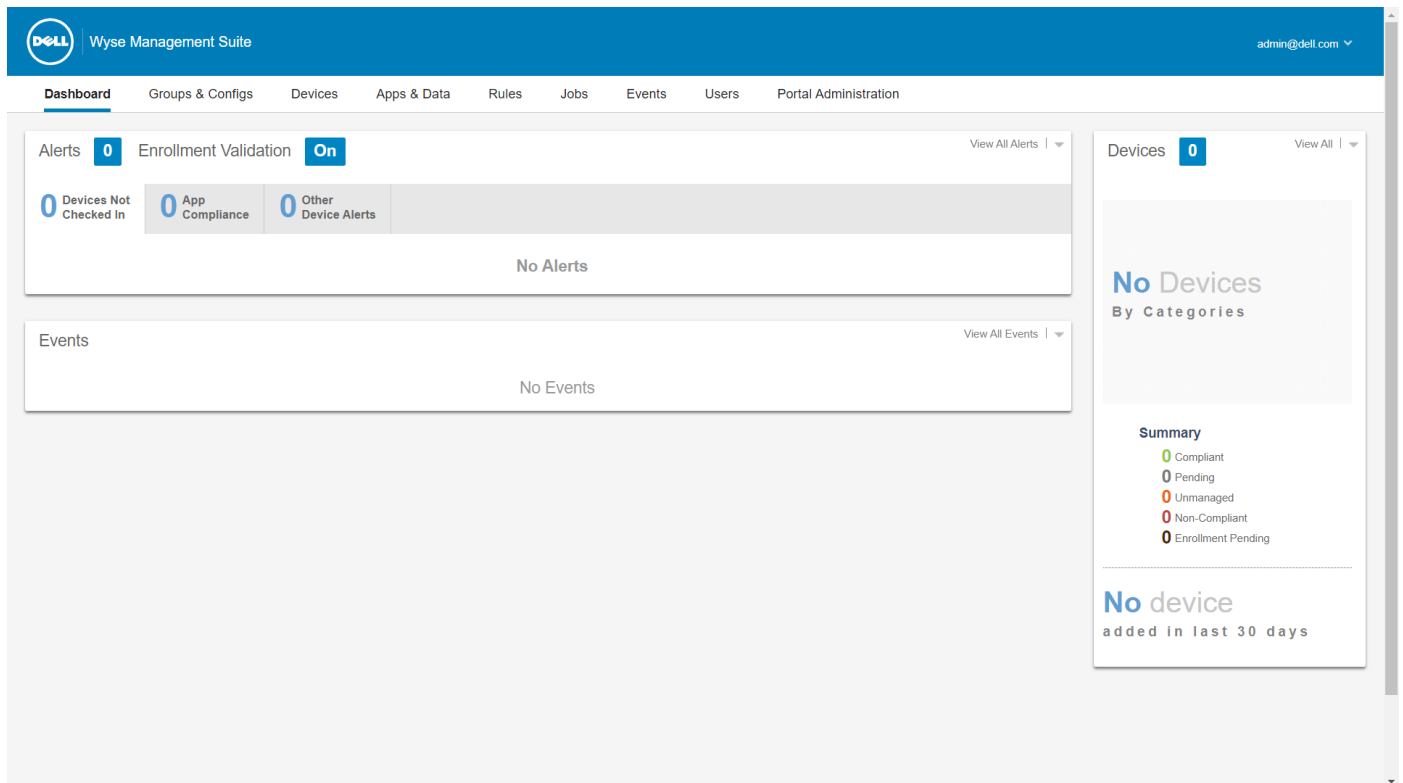 DELL
Wyse Management Suite
admin@dell.com
Dashboard Groups & Configs Devices Apps & Data Rules Jobs Events Users Portal Administration
Alerts 0 Enrollment Validation On
View All Alerts
0 Devices Not
Checked In
0 App
Compliance
0 Other
Device Alerts
No Alerts
Events
View All Events
No Events
Devices 0
View All
No Devices
By Categories
Summary
0 Compliant
0 Pending
0 Unmanaged
0 Non-Compliant
0 Enrollment Pending
No device
added in last 30 days